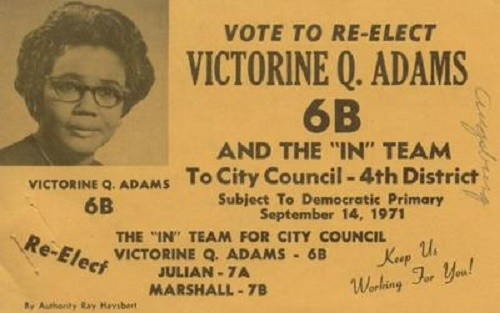 VOTE TO RE-ELECT
VICTORINE Q. ADAMS
6B
AND THE "IN" TEAM
To City Council - 4th District
Subject To Democratic Primary
September 14, 1971
VICTORINE Q. ADAMS
6B
Re-Elect
THE "IN" TEAM FOR CITY COUNCIL
VICTORINE Q. ADAMS - 6B
JULIAN - 7A
MARSHALL - 7B
Keep Us
Working For You!
By Authority Ray Haysbert